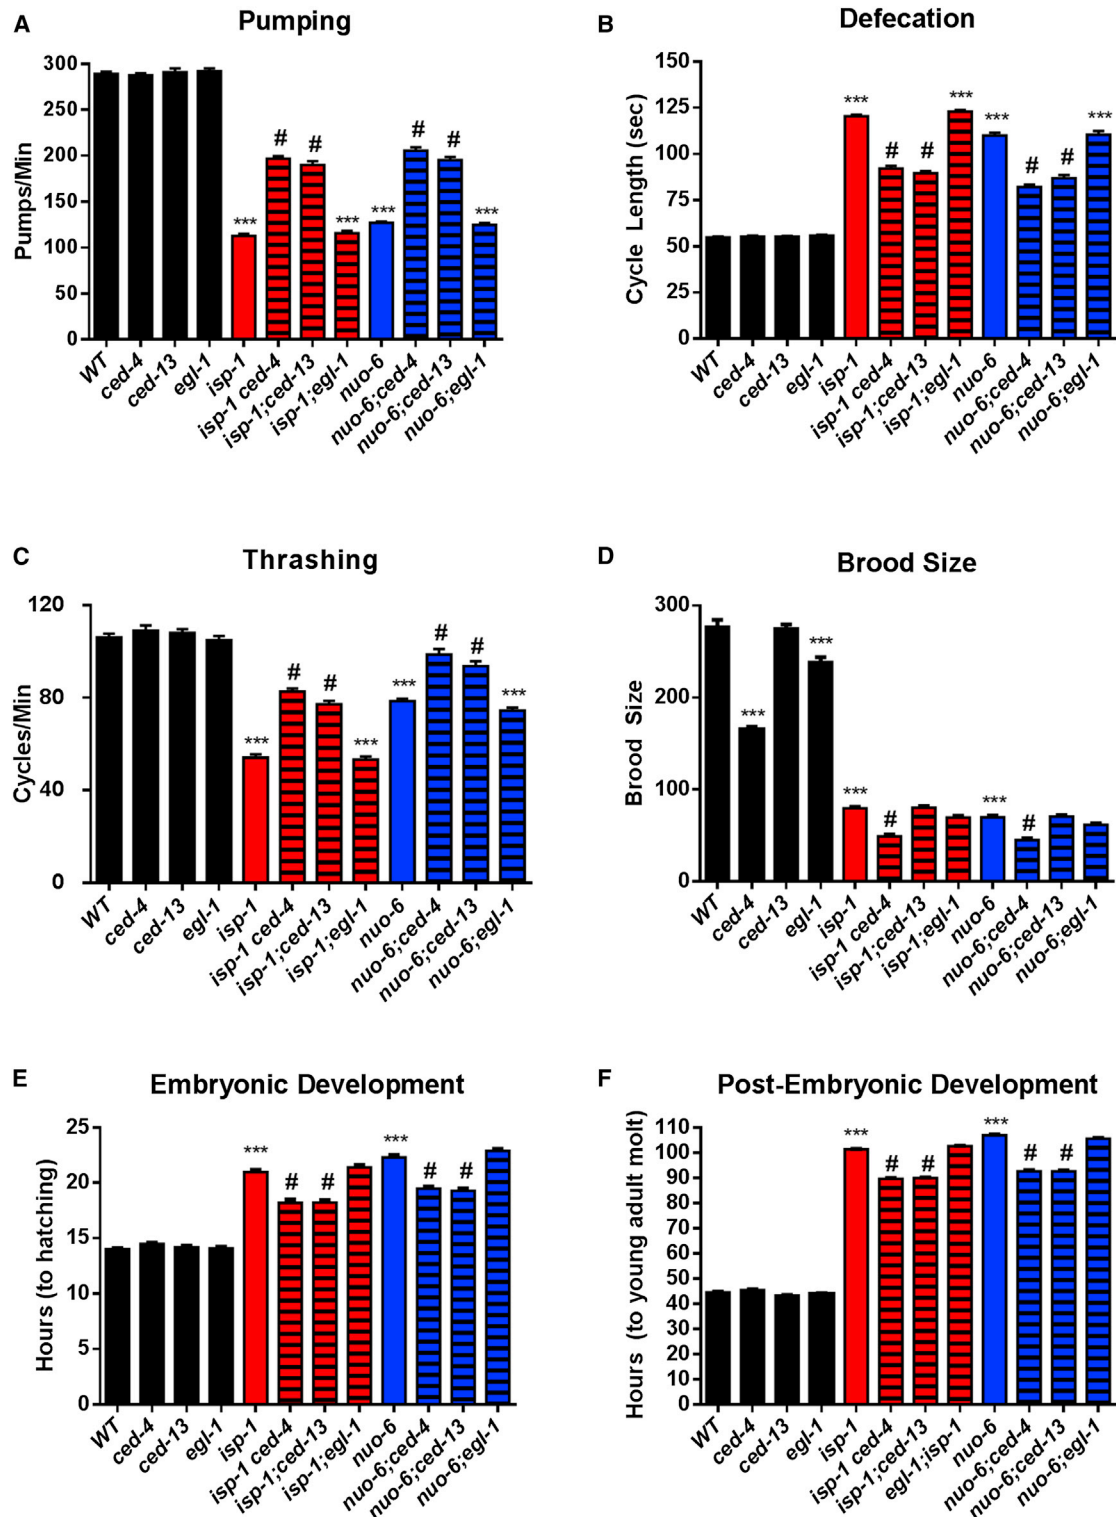 A
Pumping
Pumps/Min
300
250
200
150
100
50
0
***
#
#
***
***
#
#
***
WT
ced-4
ced-13
egl-1
isp-1
isp-1 ced-4
isp-1;ced-13
isp-1;egl-1
nuo-6
nuo-6;ced-4
nuo-6;ced-13
nuo-6;egl-1
B
Defecation
Cycle Length (sec)
150
125
100
75
50
25
0
***
#
#
***
***
#
#
***
WT
ced-4
ced-13
egl-1
isp-1
isp-1 ced-4
isp-1;ced-13
isp-1;egl-1
nuo-6
nuo-6;ced-4
nuo-6;ced-13
nuo-6;egl-1
C
Thrashing
Cycles/Min
120
80
40
0
***
#
#
***
***
#
#
***
WT
ced-4
ced-13
egl-1
isp-1
isp-1 ced-4
isp-1;ced-13
isp-1;egl-1
nuo-6
nuo-6;ced-4
nuo-6;ced-13
nuo-6;egl-1
D
Brood Size
Brood Size
300
200
100
0
***
***
***
#
***
#
WT
ced-4
ced-13
egl-1
isp-1
isp-1 ced-4
isp-1;ced-13
isp-1;egl-1
nuo-6
nuo-6;ced-4
nuo-6;ced-13
nuo-6;egl-1
E
Embryonic Development
Hours (to hatching)
25
20
15
10
5
0
***
#
#
***
#
#
WT
ced-4
ced-13
egl-1
isp-1
isp-1 ced-4
isp-1;ced-13
isp-1;egl-1
nuo-6
nuo-6;ced-4
nuo-6;ced-13
nuo-6;egl-1
F
Post-Embryonic Development
Hours (to young adult molt)
110
100
90
80
70
60
50
40
30
20
10
0
***
#
#
***
#
#
WT
ced-4
ced-13
egl-1
isp-1
isp-1 ced-4
isp-1;ced-13
egl-1;isp-1
nuo-6
nuo-6;ced-4
nuo-6;ced-13
nuo-6;egl-1